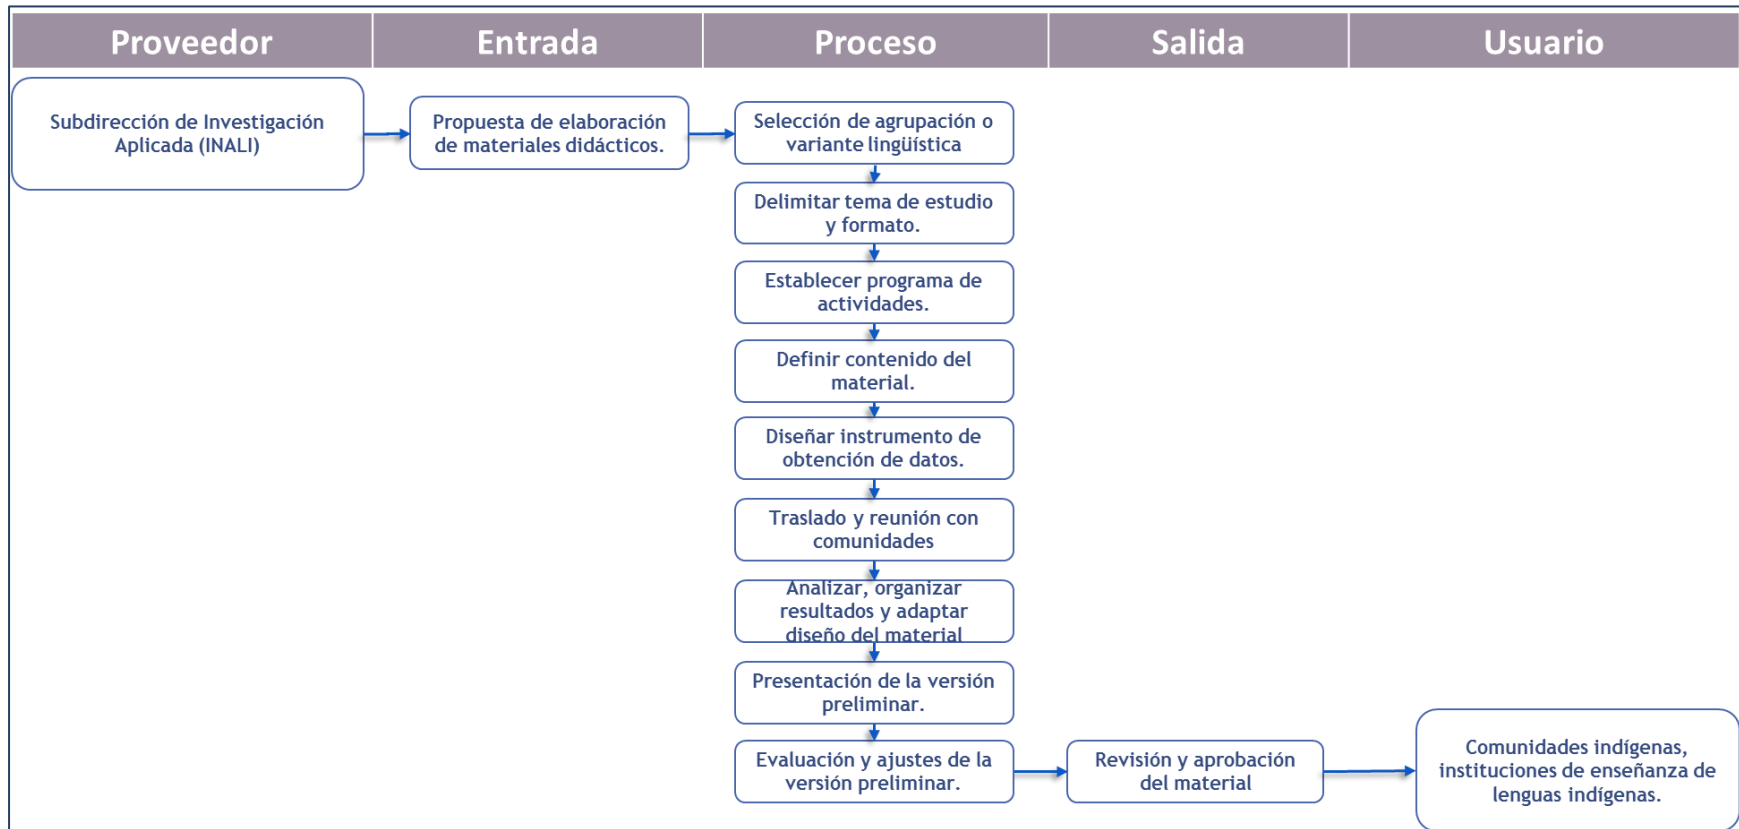 Proveedor
Entrada
Proceso
Salida
Usuario
Subdirección de Investigación
Aplicada (INALI)
Propuesta de elaboración
de materiales didácticos.
Selección de agrupación o
variante lingüística
Delimitar tema de estudio
y formato.
Establecer programa de
actividades.
Definir contenido del
material.
Diseñar instrumento de
obtención de datos.
Traslado y reunión con
comunidades
Analizar, organizar
resultados y adaptar
diseño del material
Presentación de la versión
preliminar.
Evaluación y ajustes de la
versión preliminar.
Revisión y aprobación
del material
Comunidades indígenas,
instituciones de enseñanza de
lenguas indígenas.